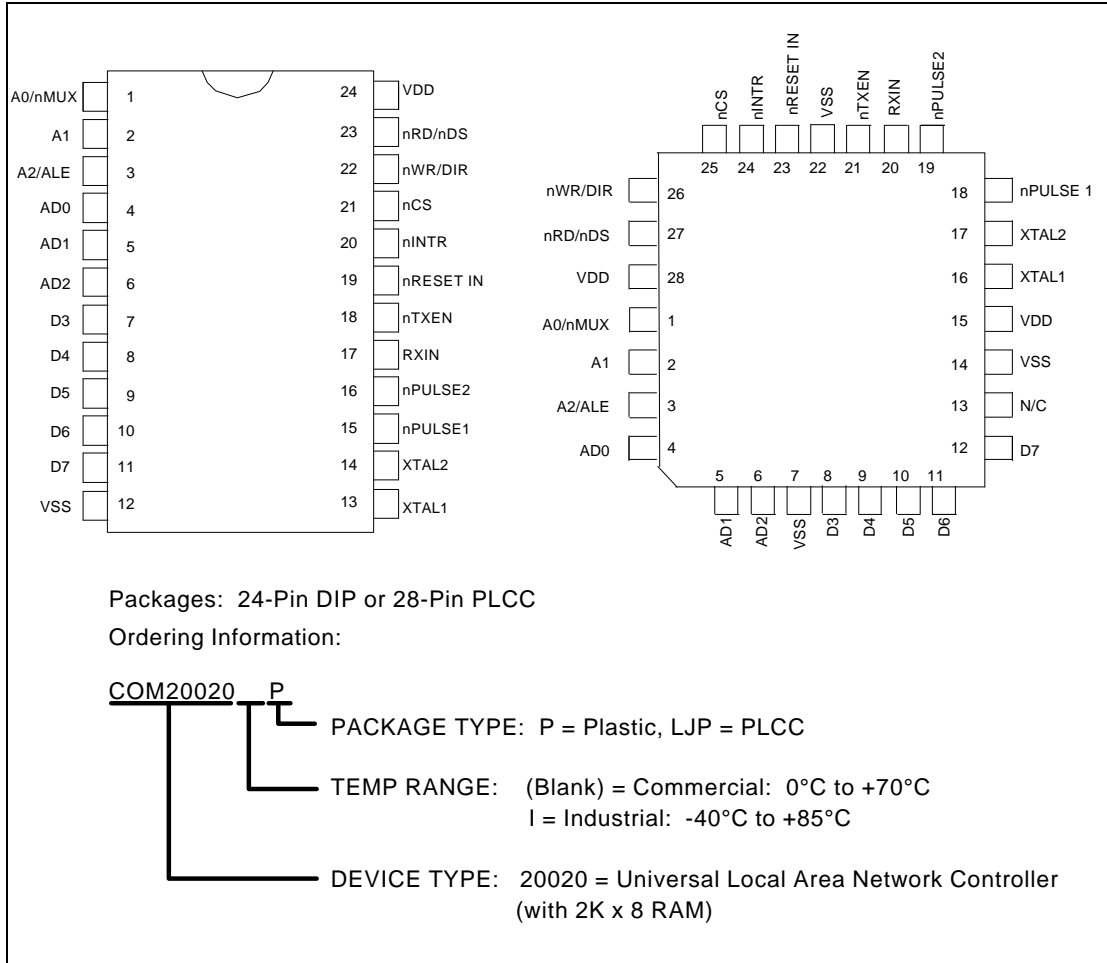 A0/nMUX 1 24 VDD
A1 2 23 nRD/nDS
A2/ALE 3 22 nWR/DIR
AD0 4 21 nCS
AD1 5 20 nINTR
AD2 6 19 nRESET IN
D3 7 18 nTXEN
D4 8 17 RXIN
D5 9 16 nPULSE2
D6 10 15 nPULSE1
D7 11 14 XTAL2
VSS 12 13 XTAL1
nCS nINTR nRESET IN VSS nTXEN RXIN nPULSE2
25 24 23 22 21 20 19
nWR/DIR 26 18 nPULSE 1
nRD/nDS 27 17 XTAL2
VDD 28 16 XTAL1
A0/nMUX 1 15 VDD
A1 2 14 VSS
A2/ALE 3 13 N/C
AD0 4 12 D7
5 6 7 8 9 10 11
AD1 AD2 VSS D3 D4 D5 D6
Packages: 24-Pin DIP or 28-Pin PLCC
Ordering Information:
COM20020 P
PACKAGE TYPE: P = Plastic, LJP = PLCC
TEMP RANGE: (Blank) = Commercial: 0°C to +70°C
I = Industrial: -40°C to +85°C
DEVICE TYPE: 20020 = Universal Local Area Network Controller
(with 2K x 8 RAM)